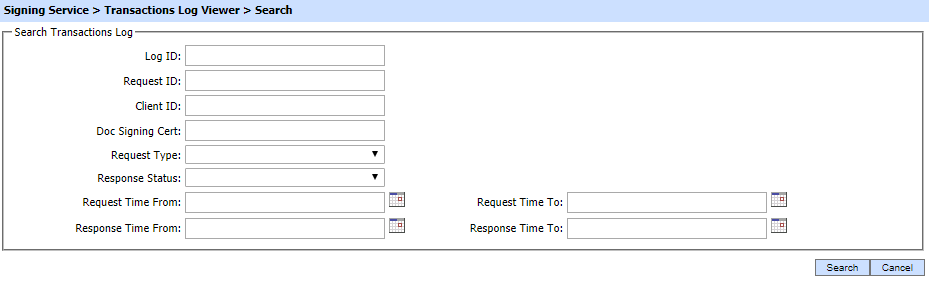 Signing Service > Transactions Log Viewer > Search
Search Transactions Log
Log ID:
Request ID:
Client ID:
Doc Signing Cert:
Request Type:
Response Status:
Request Time From: Request Time To:
Response Time From: Response Time To:
Search Cancel